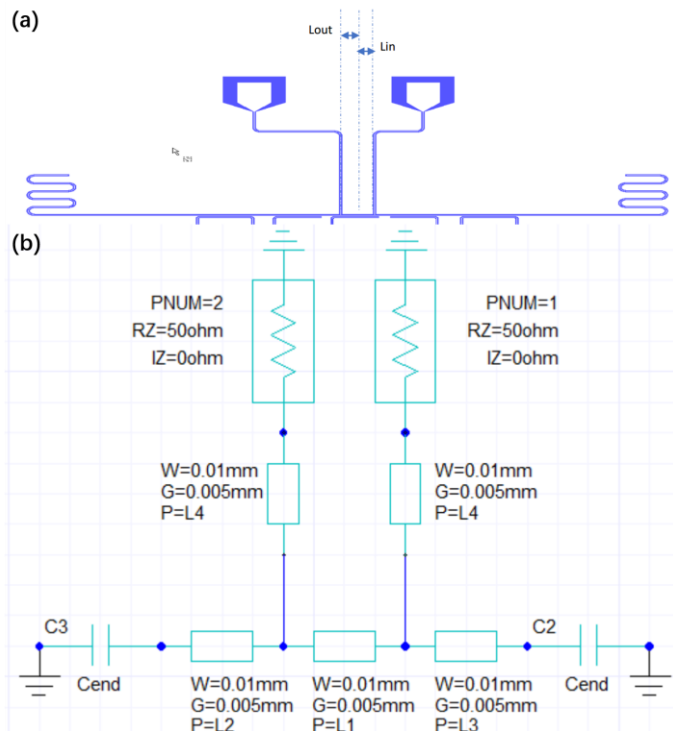 (a)
Lout
Lin
(b)
PNUM=2
RZ=50ohm
IZ=0ohm
PNUM=1
RZ=50ohm
IZ=0ohm
W=0.01mm
G=0.005mm
P=L4
W=0.01mm
G=0.005mm
P=L4
C3
C2
Cend
Cend
W=0.01mm
G=0.005mm
P=L2
W=0.01mm
G=0.005mm
P=L1
W=0.01mm
G=0.005mm
P=L3